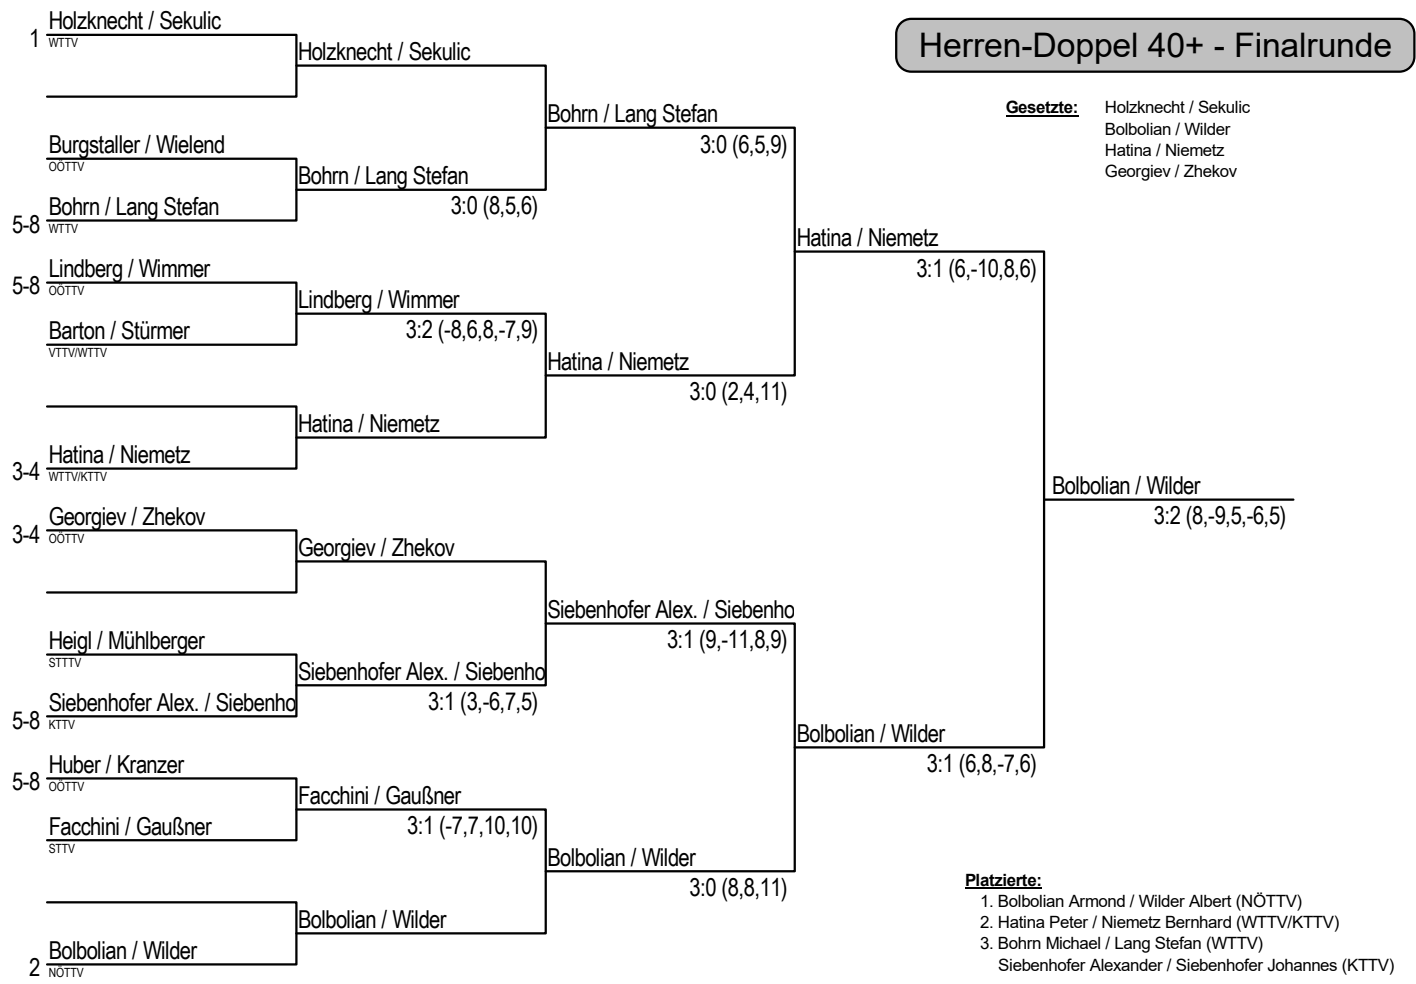 Herren-Doppel 40+ - Finalrunde
Gesetzte: Holzknecht / Sekulic
Bolbolian / Wilder
Hatina / Niemetz
Georgiev / Zhekov
1 Holzknecht / Sekulic
WTTV
Burgstaller / Wielend
OÖTTV
5-8 Bohrn / Lang Stefan
WTTV
5-8 Lindberg / Wimmer
OÖTTV
Barton / Stürmer
VTTV/WTTV
3-4 Hatina / Niemetz
WTTV/KTTV
3-4 Georgiev / Zhekov
OÖTTV
Heigl / Mühlberger
STTTV
5-8 Siebenhofer Alex. / Siebenho
KTTV
5-8 Huber / Kranzer
OÖTTV
Facchini / Gaußner
STTV
2 Bolbolian / Wilder
NÖTTV
Holzknecht / Sekulic
Bohrn / Lang Stefan
3:0 (8,5,6)
Lindberg / Wimmer
3:2 (-8,6,8,-7,9)
Hatina / Niemetz
Georgiev / Zhekov
Siebenhofer Alex. / Siebenho
3:1 (3,-6,7,5)
Facchini / Gaußner
3:1 (-7,7,10,10)
Bolbolian / Wilder
Bohrn / Lang Stefan
3:0 (6,5,9)
Hatina / Niemetz
3:0 (2,4,11)
Siebenhofer Alex. / Siebenho
3:1 (9,-11,8,9)
Bolbolian / Wilder
3:0 (8,8,11)
Hatina / Niemetz
3:1 (6,-10,8,6)
Bolbolian / Wilder
3:1 (6,8,-7,6)
Bolbolian / Wilder
3:2 (8,-9,5,-6,5)
Platzierte:
1. Bolbolian Armond / Wilder Albert (NÖTTV)
2. Hatina Peter / Niemetz Bernhard (WTTV/KTTV)
3. Bohrn Michael / Lang Stefan (WTTV)
Siebenhofer Alexander / Siebenhofer Johannes (KTTV)